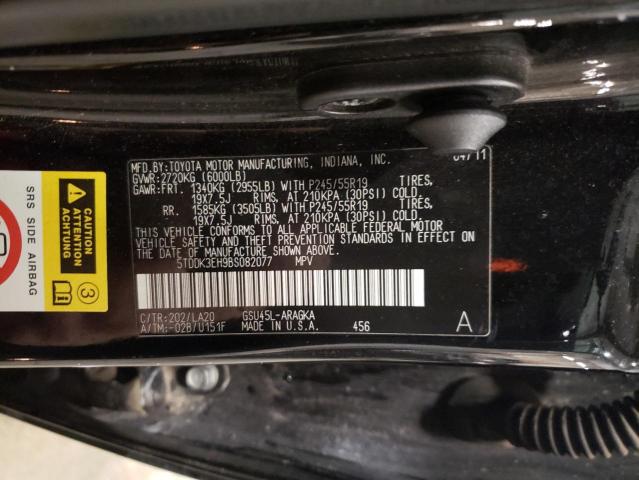 04/11
MFD.BY:TOYOTA MOTOR MANUFACTURING, INDIANA, INC.
GVWR: 2720KG (6000LB)
GAWR:FRT. 1340KG (2955LB) WITH P245/55R19 TIRES,
19X7.5J RIMS, AT 210KPA (30PSI) COLD.
RR. 1585KG (3505LB) WITH P245/55R19 TIRES,
19X7.5J RIMS, AT 210KPA (30PSI) COLD.
THIS VEHICLE CONFORMS TO ALL APPLICABLE FEDERAL MOTOR
VEHICLE SAFETY AND THEFT PREVENTION STANDARDS IN EFFECT ON
THE DATE OF MANUFACTURE SHOWN ABOVE.
5TDDK3EH9BS082077 MPV
C/TR:202/LA20 GSU45L-ARAGKA
A/TM:-02B/U151F MADE IN U.S.A. 456 A
SRS SIDE AIRBAG
CAUTION
ATTENTION
3